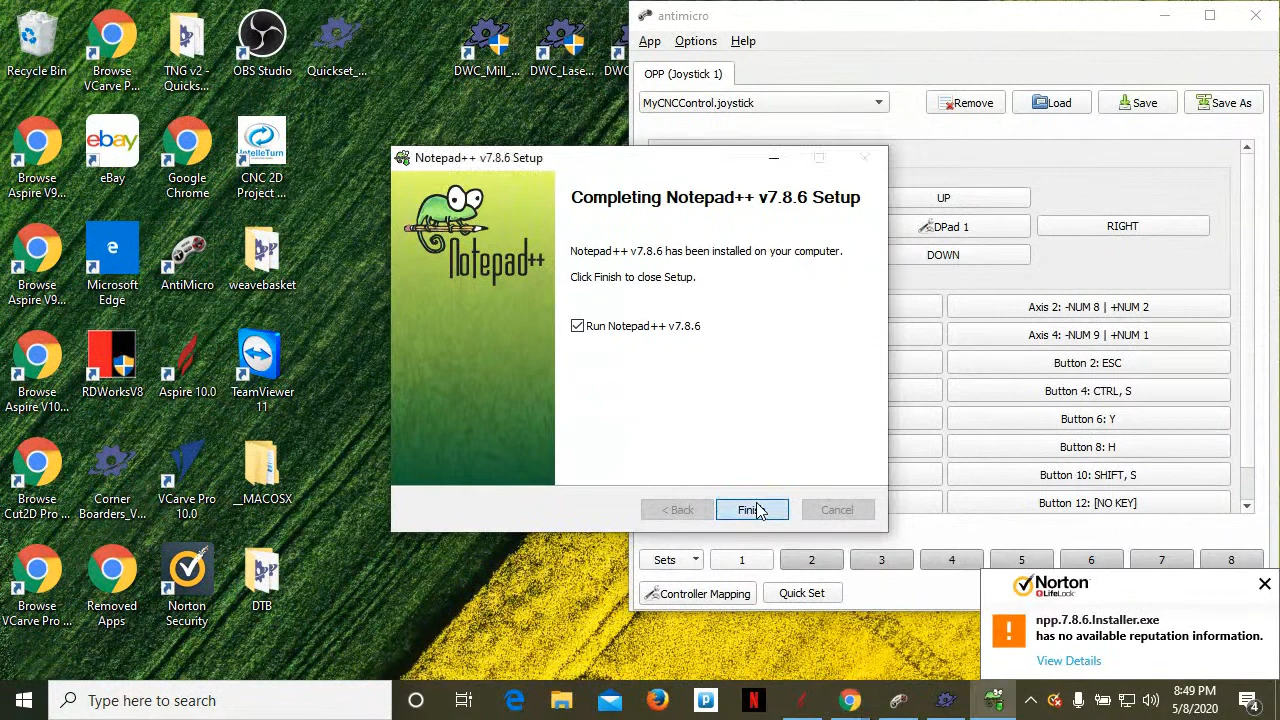 Recycle Bin
Browse
VCarve P...
TNG v2 -
Quicks...
OBS Studio
Quickset_...
DWC_Mill_...
DWC_Lase...
DWC
Browse
Aspire V9...
eBay
Google
Chrome
CNC 2D
Project ...
IntelleTurn
Browse
Aspire V9...
Microsoft
Edge
AntiMicro
weavebasket
Browse
Aspire V10...
RDWorksV8
Aspire 10.0
TeamViewer
11
Browse
Cut2D Pro ...
Corner
Boarders_V...
VCarve Pro
10.0
__MACOSX
Browse
VCarve Pro ...
Removed
Apps
Norton
Security
DTB
antimicro
App Options Help
OPP (Joystick 1)
MyCNCControl.joystick
Remove
Load
Save
Save As
UP
DPad 1
RIGHT
DOWN
Axis 2: -NUM 8 | +NUM 2
Axis 4: -NUM 9 | +NUM 1
Button 2: ESC
Button 4: CTRL, S
Button 6: Y
Button 8: H
Button 10: SHIFT, S
Button 12: [NO KEY]
Sets 1 2 3 4 5 6 7 8
Controller Mapping
Quick Set
Notepad++ v7.8.6 Setup
Notepad++
Completing Notepad++ v7.8.6 Setup
Notepad++ v7.8.6 has been installed on your computer.
Click Finish to close Setup.
Run Notepad++ v7.8.6
< Back
Cancel
Norton
LifeLock
npp.7.8.6.Installer.exe
has no available reputation information.
View Details
Type here to search
8:49 PM
5/8/2020
4